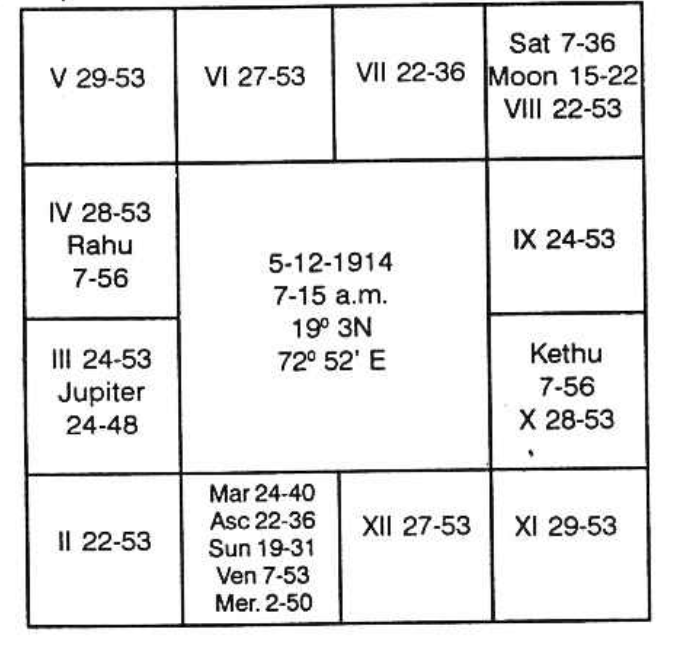 V 29-53
VI 27-53
VII 22-36
Sat 7-36
Moon 15-22
VIII 22-53
IV 28-53
Rahu
7-56
5-12-1914
7-15 a.m.
19º 3N
72º 52' E
IX 24-53
III 24-53
Jupiter
24-48
Kethu
7-56
X 28-53
II 22-53
Mar 24-40
Asc 22-36
Sun 19-31
Ven 7-53
Mer. 2-50
XII 27-53
XI 29-53